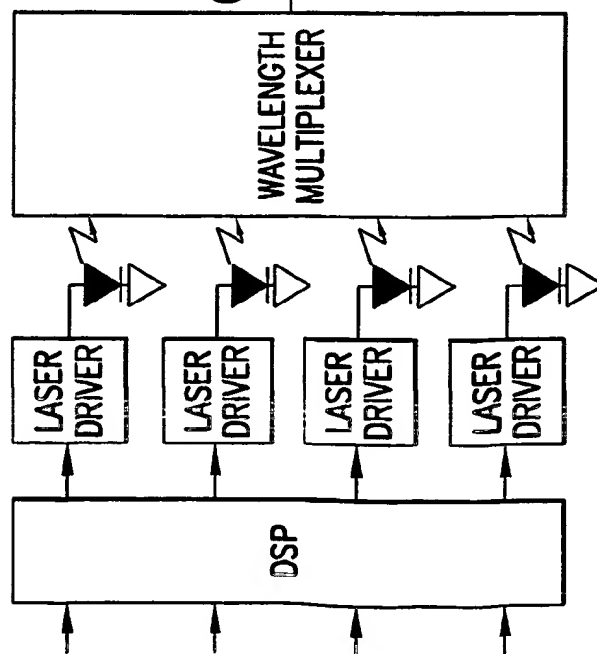 DSP
LASER
DRIVER
LASER
DRIVER
LASER
DRIVER
LASER
DRIVER
WAVELENGTH
MULTIPLEXER